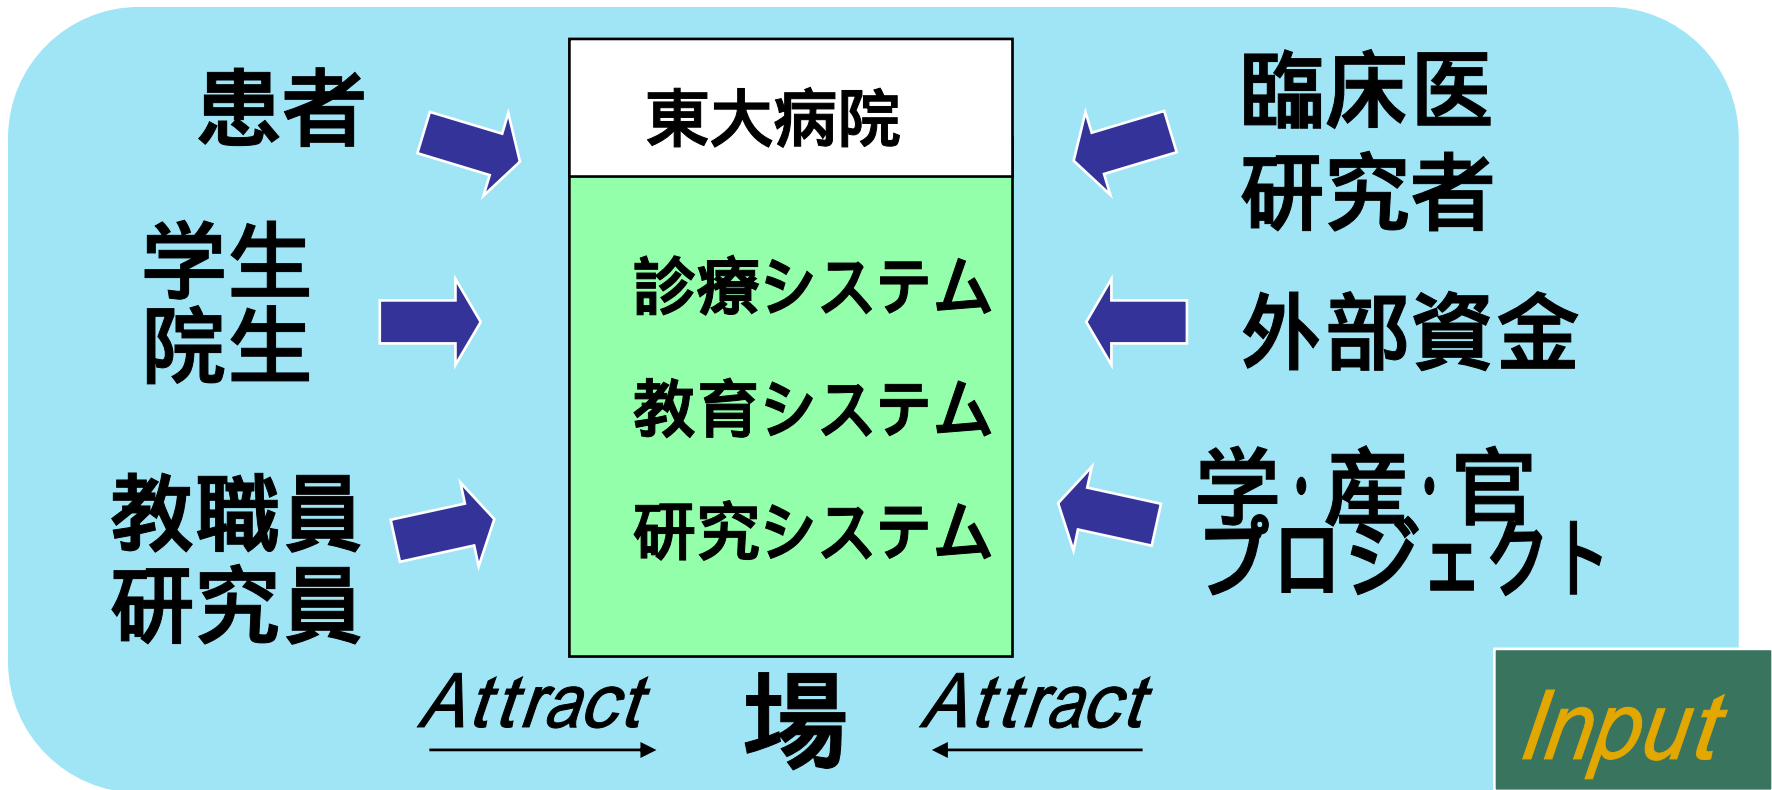 患者
学生
院生
教職員
研究員
東大病院
診療システム
教育システム
研究システム
臨床医
研究者
外部資金
学・産・官
プロジェクト
Attract
場
Attract
Input